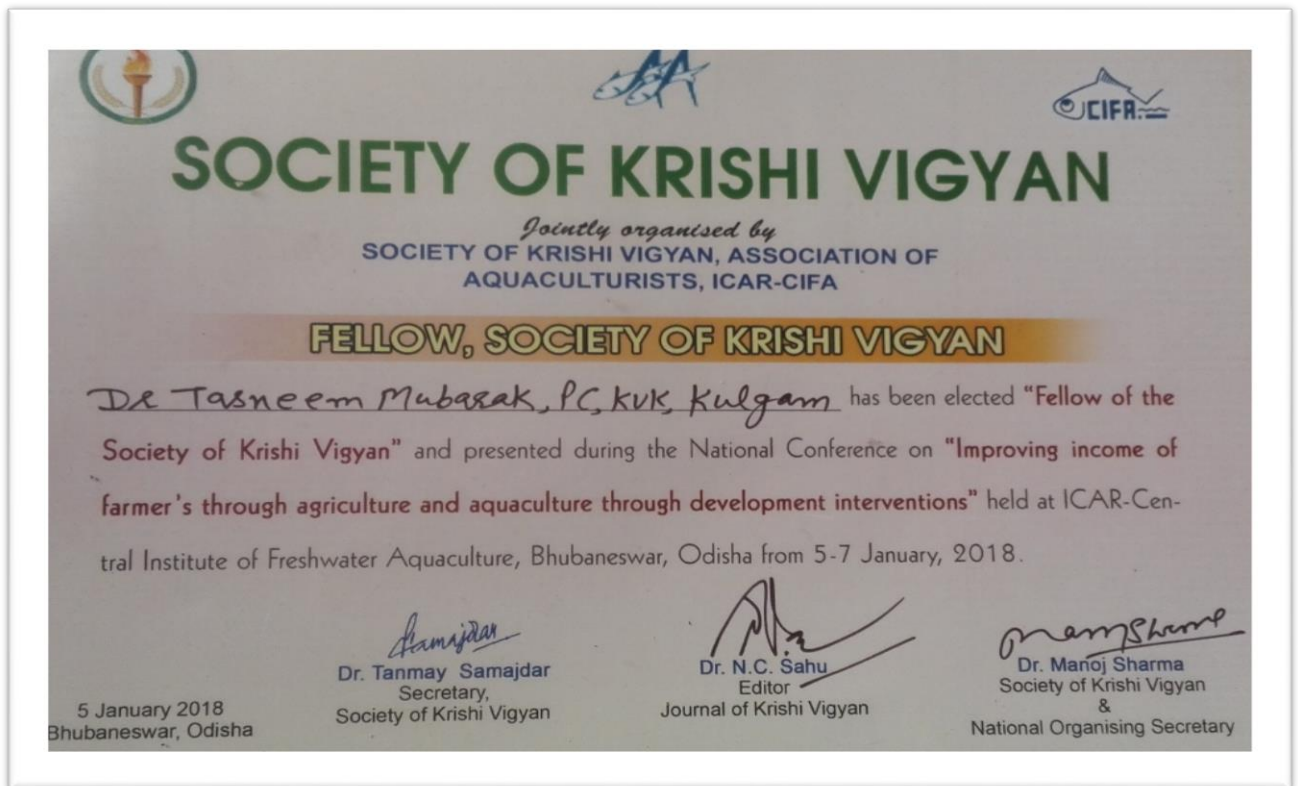 CIFA
SOCIETY OF KRISHI VIGYAN
Jointly organised by
SOCIETY OF KRISHI VIGYAN, ASSOCIATION OF
AQUACULTURISTS, ICAR-CIFA
FELLOW, SOCIETY OF KRISHI VIGYAN
Dr Tasneem Mubarak, PC, KVK, Kulgam has been elected "Fellow of the
Society of Krishi Vigyan" and presented during the National Conference on "Improving income of
farmer's through agriculture and aquaculture through development interventions" held at ICAR-Cen-
tral Institute of Freshwater Aquaculture, Bhubaneswar, Odisha from 5-7 January, 2018.
Samajdar
Dr. Tanmay Samajdar
Secretary,
Society of Krishi Vigyan
Dr. N.C. Sahu
Editor
Journal of Krishi Vigyan
Dr. Manoj Sharma
Society of Krishi Vigyan
&
National Organising Secretary
5 January 2018
Bhubaneswar, Odisha